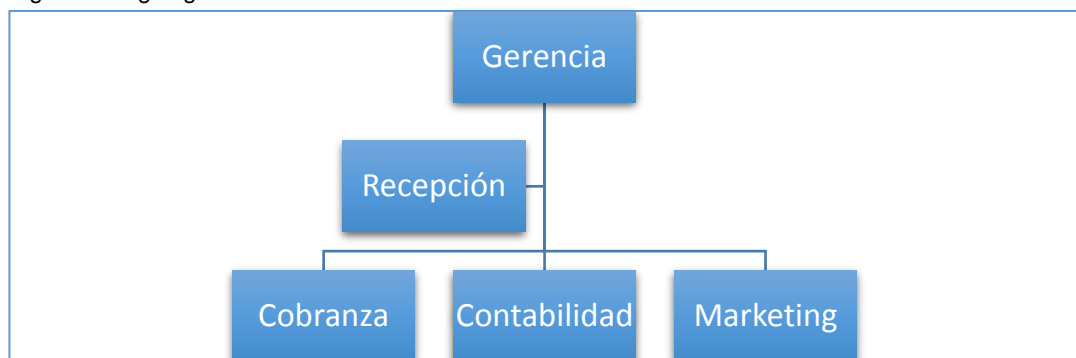 Gerencia
Recepción
Cobranza
Contabilidad
Marketing